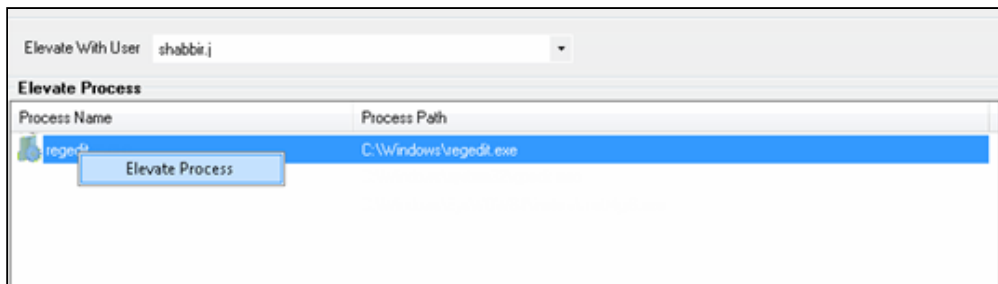 Elevate With User shabbir.j
Elevate Process
Process Name Process Path
regedit C:\Windows\regedit.exe
Elevate Process